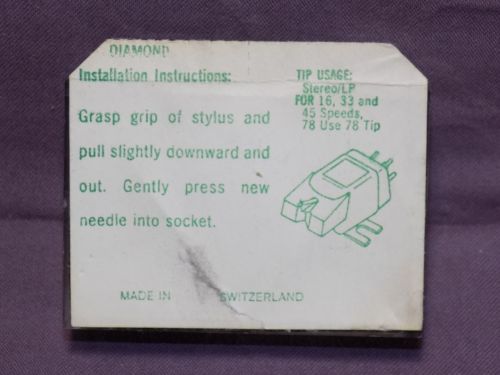 DIAMOND
Installation Instructions:
Grasp grip of stylus and
pull slightly downward and
out. Gently press new
needle into socket.
TIP USAGE:
Stereo/LP
FOR 16, 33 and
45 Speeds,
78 Use 78 Tip
MADE IN SWITZERLAND